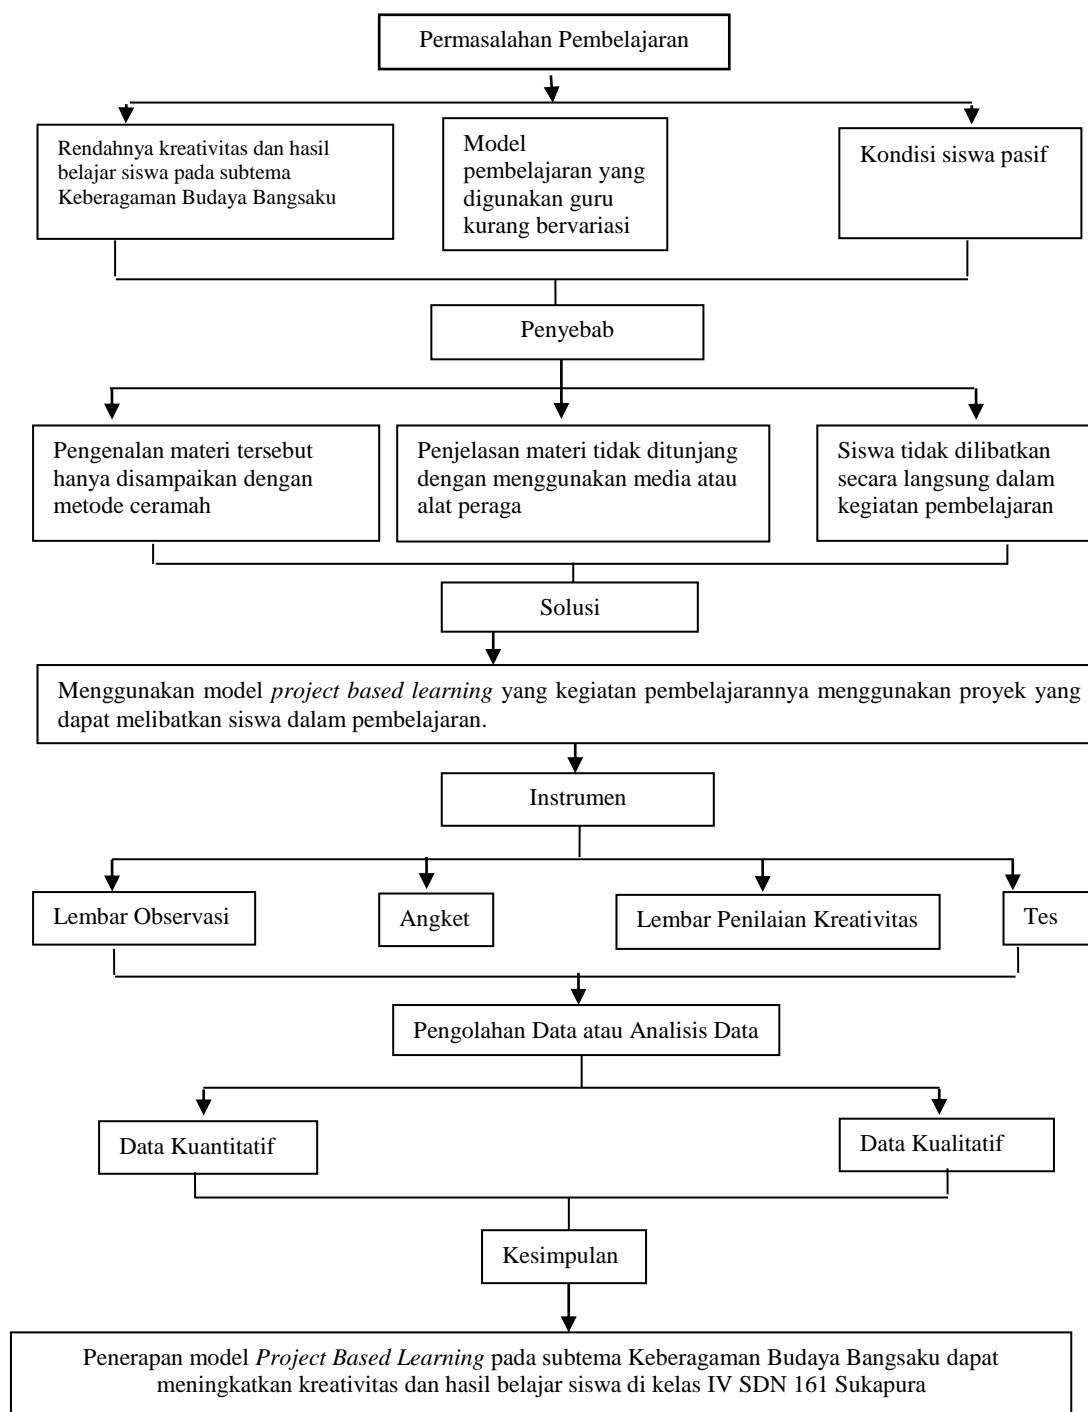 Permasalahan Pembelajaran
Rendahnya kreativitas dan hasil
belajar siswa pada subtema
Keberagaman Budaya Bangsaku
Model
pembelajaran yang
digunakan guru
kurang bervariasi
Kondisi siswa pasif
Penyebab
Pengenalan materi tersebut
hanya disampaikan dengan
metode ceramah
Penjelasan materi tidak ditunjang
dengan menggunakan media atau
alat peraga
Siswa tidak dilibatkan
secara langsung dalam
kegiatan pembelajaran
Solusi
Menggunakan model project based learning yang kegiatan pembelajarannya menggunakan proyek yang
dapat melibatkan siswa dalam pembelajaran.
Instrumen
Lembar Observasi
Angket
Lembar Penilaian Kreativitas
Tes
Pengolahan Data atau Analisis Data
Data Kuantitatif
Data Kualitatif
Kesimpulan
Penerapan model Project Based Learning pada subtema Keberagaman Budaya Bangsaku dapat
meningkatkan kreativitas dan hasil belajar siswa di kelas IV SDN 161 Sukapura